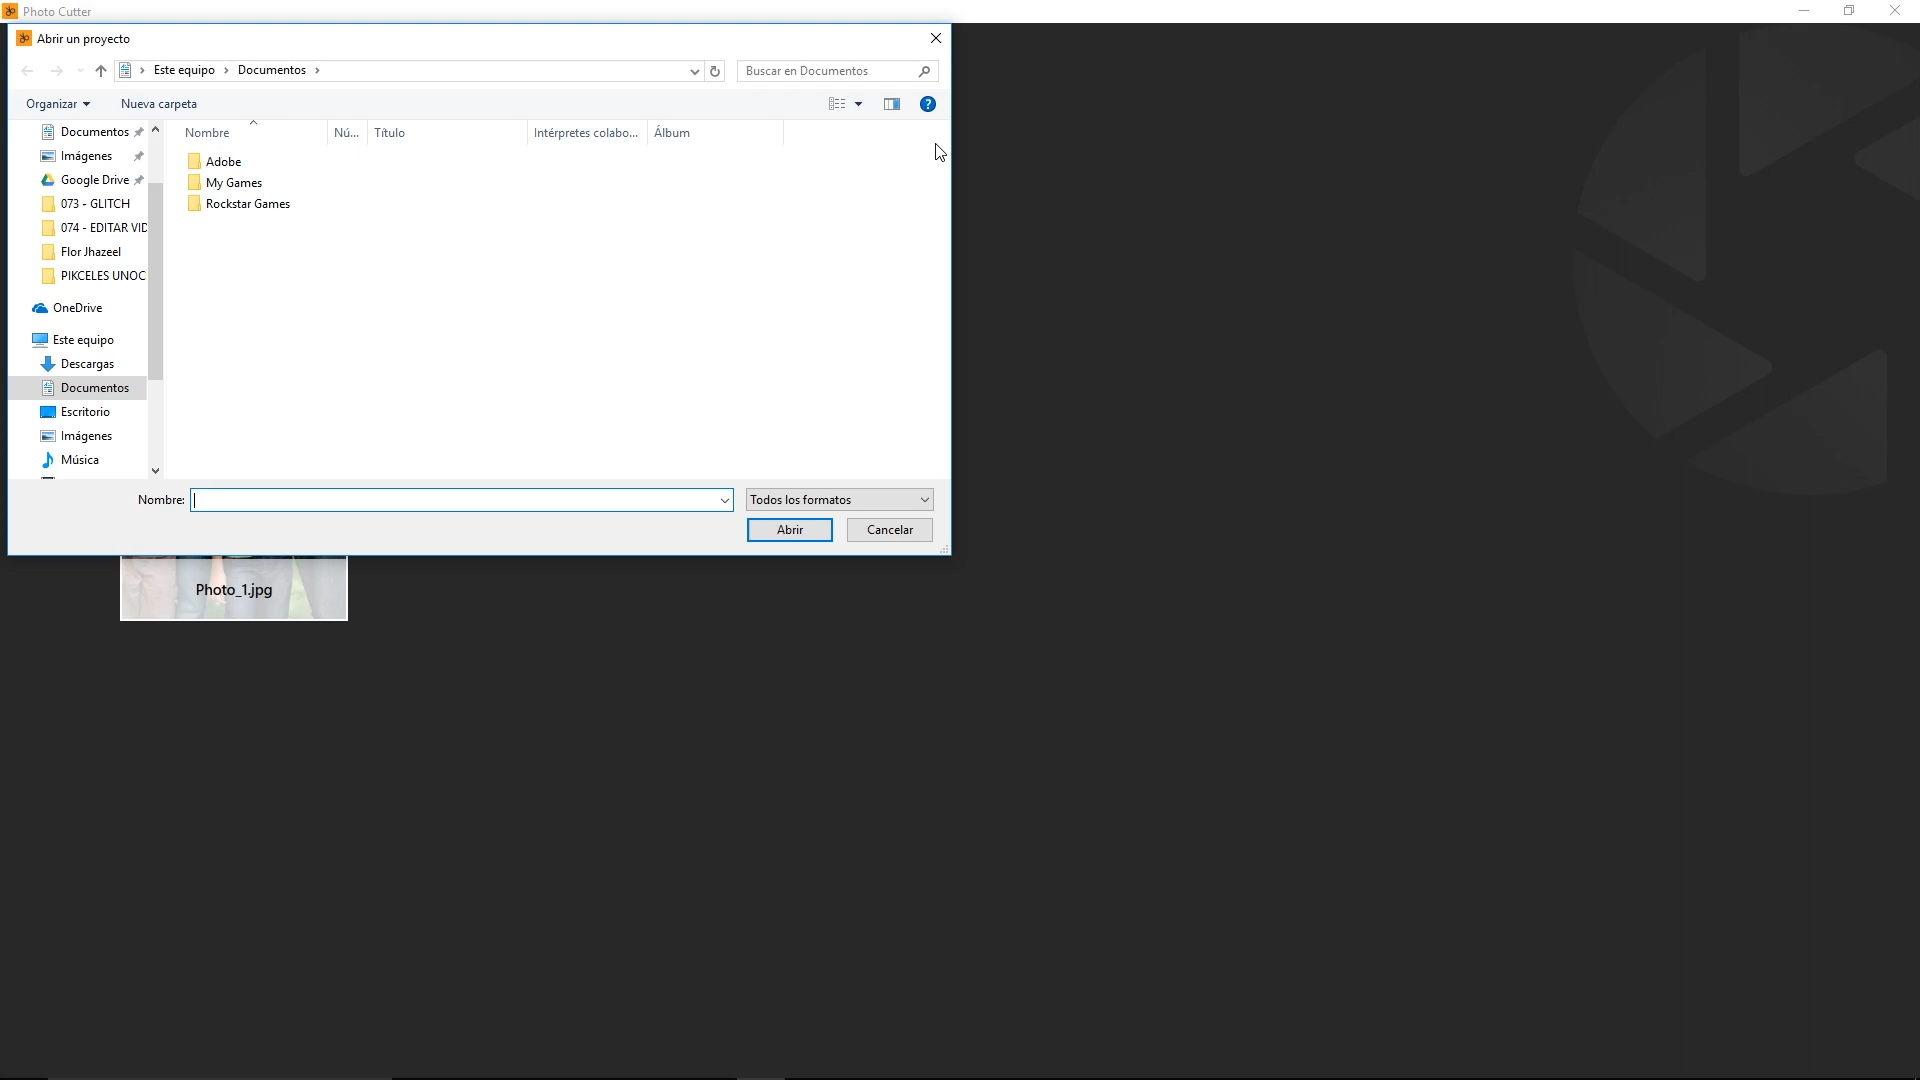 Photo Cutter
Abrir un proyecto
Este equipo
Documentos
Buscar en Documentos
Organizar
Nueva carpeta
Documentos
Imágenes
Google Drive
073 - GLITCH
074 - EDITAR VID
Flor Jhazeel
PIKCELES UNOC
OneDrive
Este equipo
Descargas
Documentos
Escritorio
Imágenes
Música
Nombre
Nú...
Título
Intérpretes colabo...
Álbum
Adobe
My Games
Rockstar Games
Nombre:
Todos los formatos
Abrir
Cancelar
Photo_1.jpg